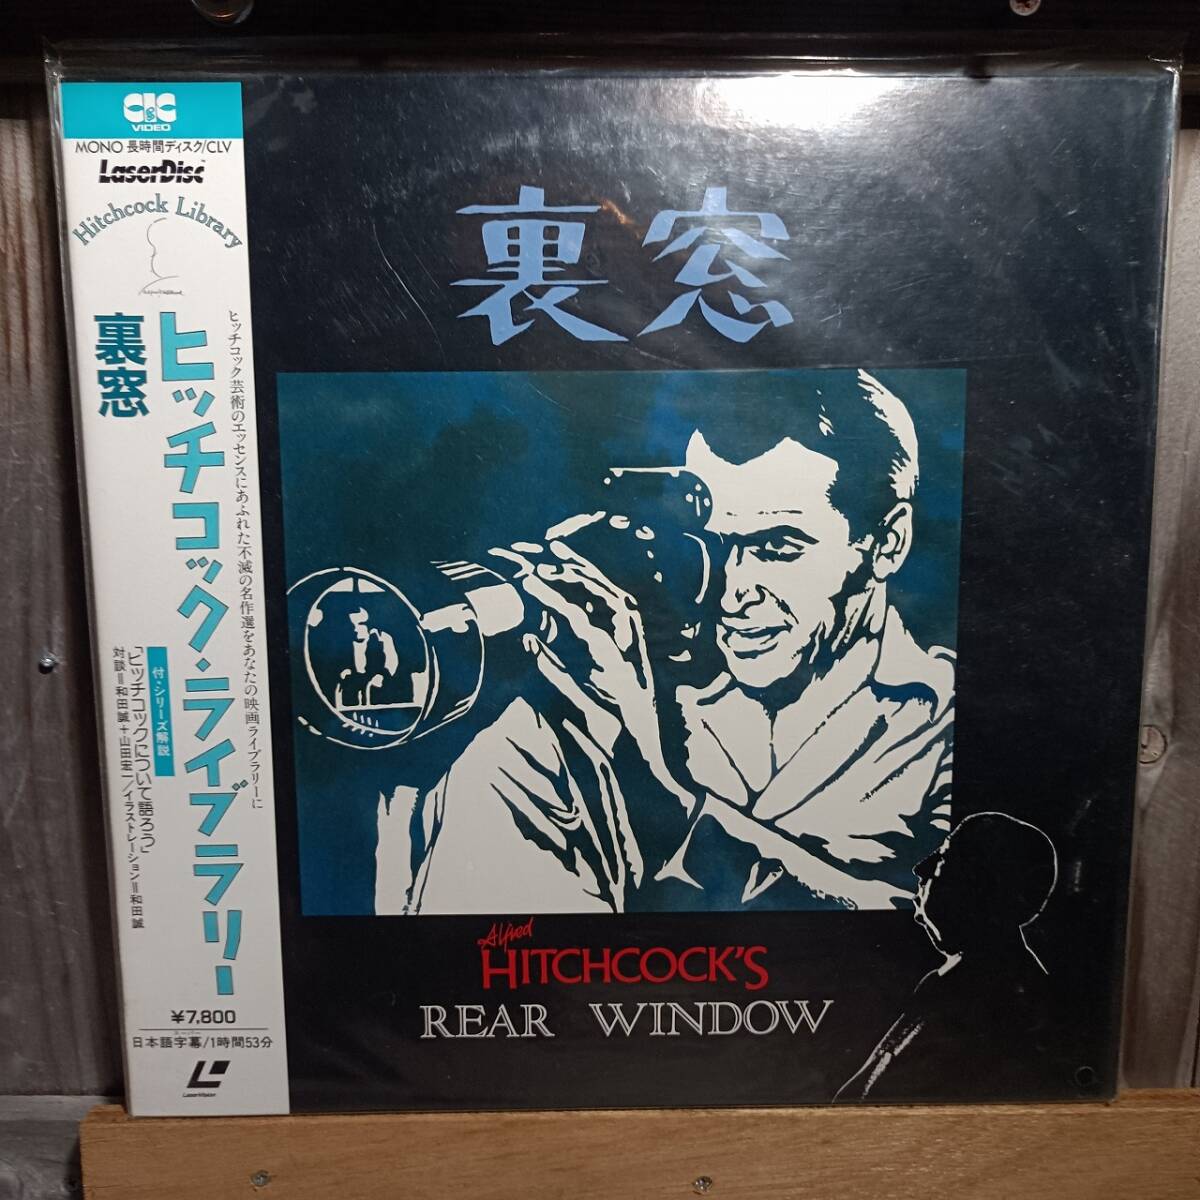 CIC
VIDEO
MONO 長時間ディスク/CLV
LaserDisc
Hitchcock Library
裏窓
ヒッチコック・ライブラリー
ヒッチコック芸術のエッセンスにあふれた不滅の名作選をあなたの映画ライブラリーに
付・シリーズ解説
「ヒッチコックについて語ろう」
対談=和田誠+山田宏一/イラストレーション=和田誠
¥7,800
日本語字幕/1時間53分
スーパー
LaserVision
裏窓
Alfred
HITCHCOCK'S
REAR WINDOW